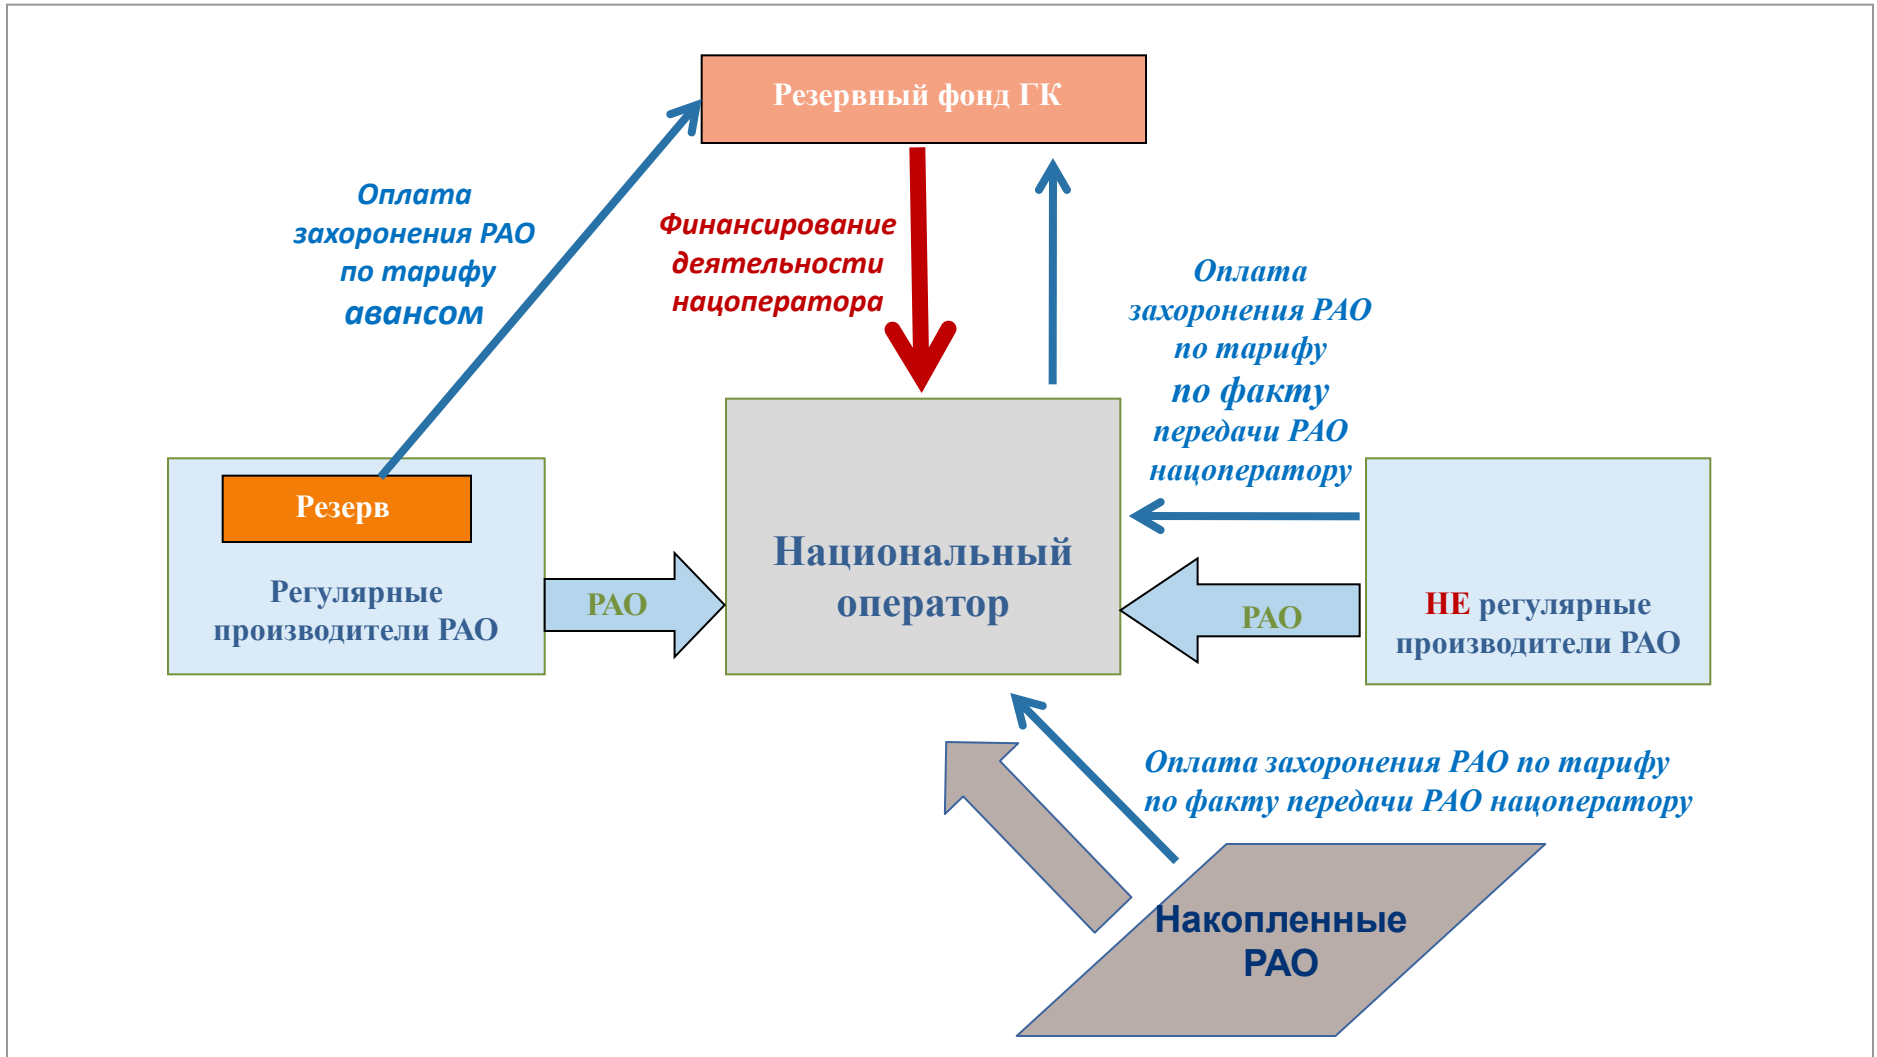 Резервный фонд ГК
Оплата
захоронения РАО
по тарифу
авансом
Финансирование
деятельности
нацоператора
Оплата
захоронения РАО
по тарифу
по факту
передачи РАО
нацоператору
Резерв
Регулярные
производители РАО
РАО
Национальный
оператор
РАО
НЕ регулярные
производители РАО
Оплата захоронения РАО по тарифу
по факту передачи РАО нацоператору
Накопленные
РАО